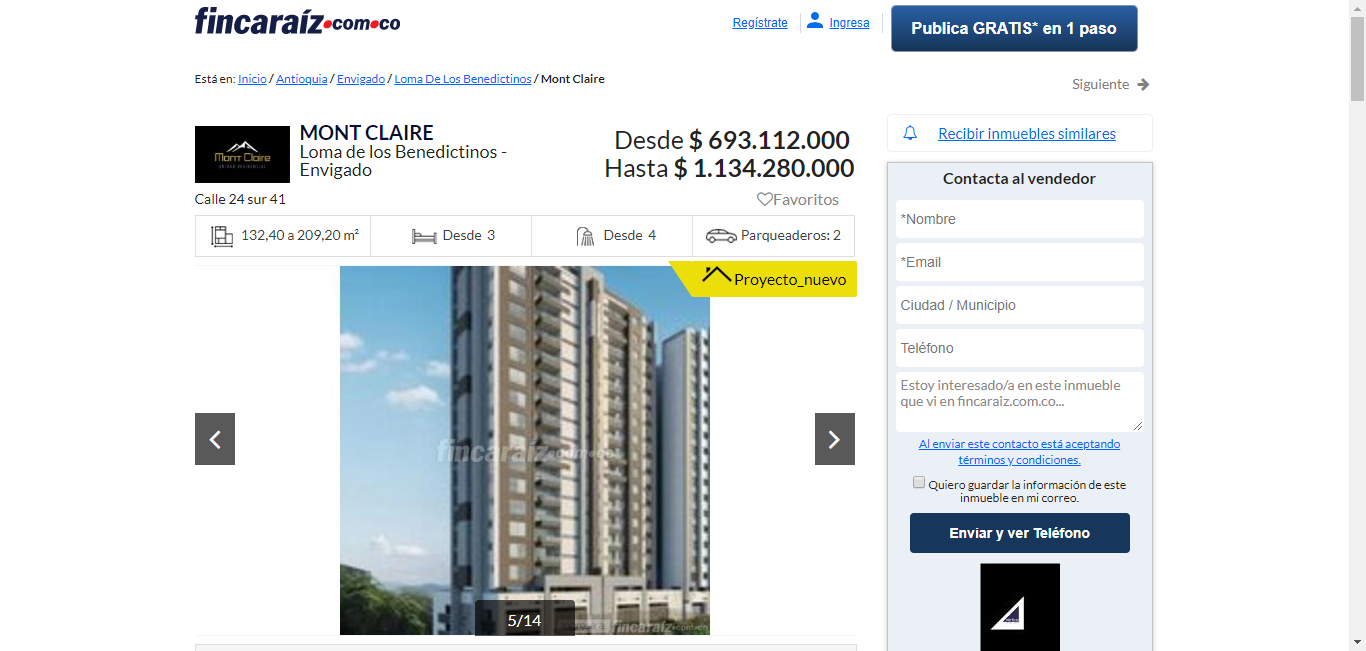 fincaraíz.com.co
Regístrate
Ingresa
Publica GRATIS* en 1 paso
Está en: Inicio / Antioquia / Envigado / Loma De Los Benedictinos / Mont Claire
Siguiente
Mont Claire
UNIDAD RESIDENCIAL
MONT CLAIRE
Loma de los Benedictinos -
Envigado
Calle 24 sur 41
Desde $ 693.112.000
Hasta $ 1.134.280.000
Favoritos
132,40 a 209,20 m²
Desde 3
Desde 4
Parqueaderos: 2
Proyecto_nuevo
fincaraíz.com.co
5/14
fincaraíz.com.co
Recibir inmuebles similares
Contacta al vendedor
*Nombre
*Email
Ciudad / Municipio
Teléfono
Estoy interesado/a en este inmueble
que vi en fincaraiz.com.co...
Al enviar este contacto está aceptando
términos y condiciones.
Quiero guardar la información de este
inmueble en mi correo.
Enviar y ver Teléfono